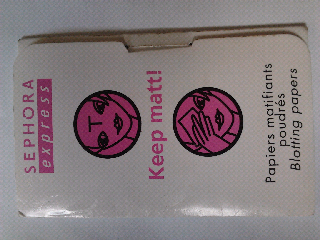 SEPHORA
express
Keep matt!
T
Papiers matifiants
poudrés
Blotting papers